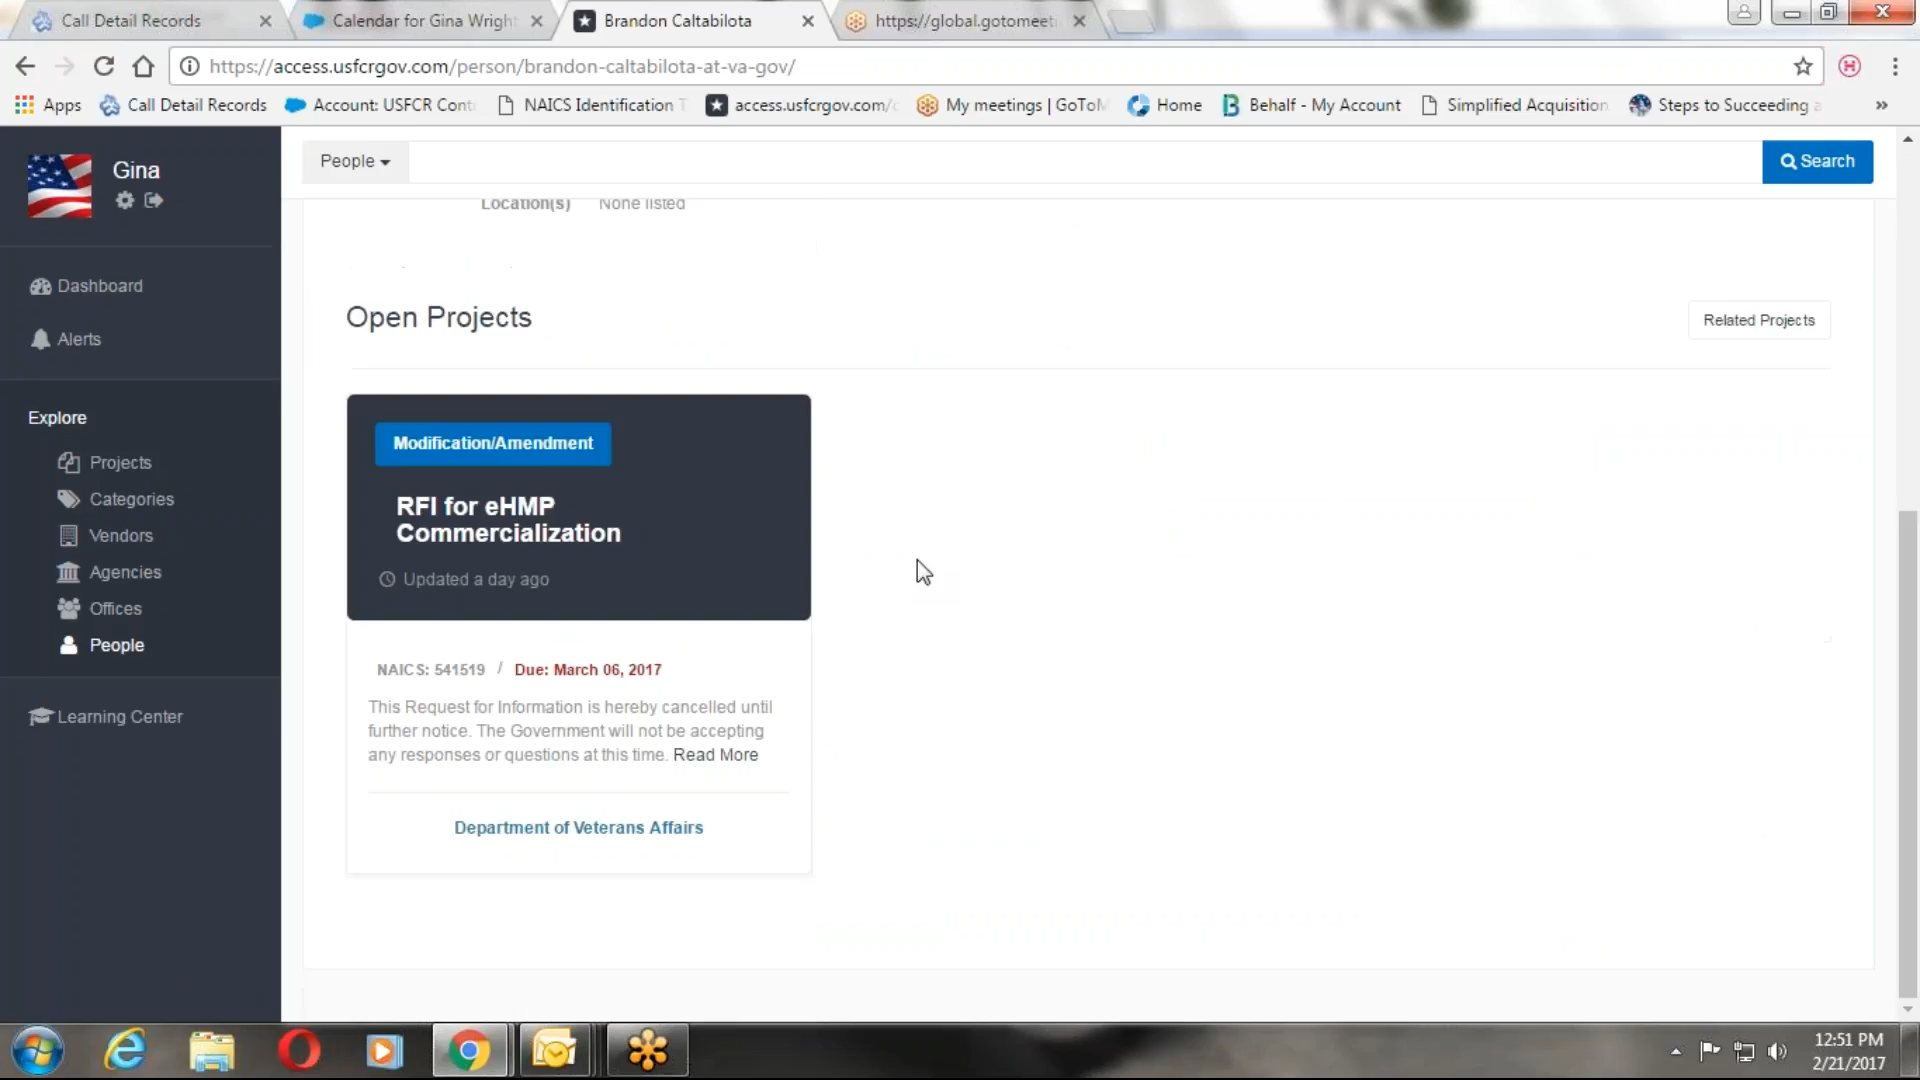 Call Detail Records
Calendar for Gina Wright
Brandon Caltabilota
https://global.gotomeeti
https://access.usfcrgov.com/person/brandon-caltabilota-at-va-gov/
Apps
Call Detail Records
Account: USFCR Cont
NAICS Identification T
access.usfcrgov.com/c
My meetings | GoToM
Home
Behalf - My Account
Simplified Acquisition
Steps to Succeeding a
»
Gina
People
Search
Location(s) None listed
Dashboard
Alerts
Explore
Projects
Categories
Vendors
Agencies
Offices
People
Learning Center
Open Projects
Related Projects
Modification/Amendment
RFI for eHMP
Commercialization
Updated a day ago
NAICS: 541519 / Due: March 06, 2017
This Request for Information is hereby cancelled until
further notice. The Government will not be accepting
any responses or questions at this time. Read More
Department of Veterans Affairs
12:51 PM
2/21/2017